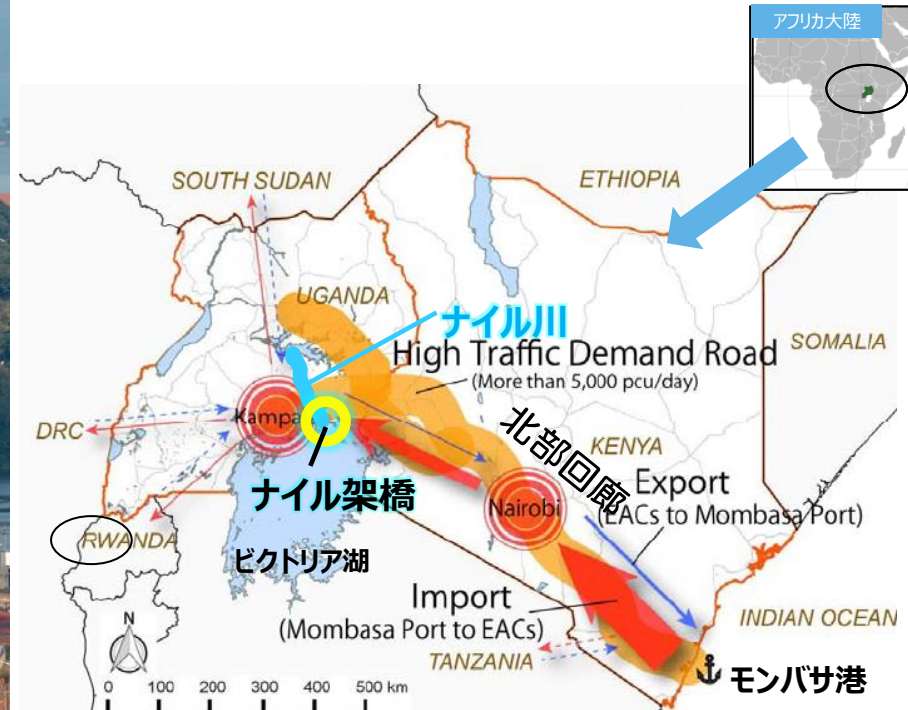 アフリカ大陸
SOUTH SUDAN
ETHIOPIA
UGANDA
ナイル川
High Traffic Demand Road
(More than 5,000 pcu/day)
SOMALIA
Kampa
DRC
北部回廊
KENYA
ナイル架橋
Nairobi
Export
(EACs to Mombasa Port)
RWANDA
ビクトリア湖
Import
(Mombasa Port to EACs)
INDIAN OCEAN
N
TANZANIA
モンバサ港
0 100 200 300 400 500 km